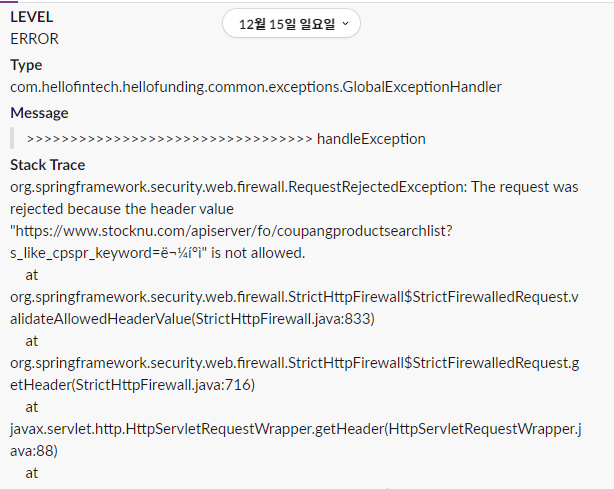 LEVEL
12월 15일 일요일
ERROR
Type
com.hellofintech.hellofunding.common.exceptions.GlobalExceptionHandler
Message
>>>>>>>>>>>>>>>>>>>>>>>>>>>>>>>>> handleException
Stack Trace
org.springframework.security.web.firewall.RequestRejectedException: The request was
rejected because the header value
"https://www.stocknu.com/apiserver/fo/coupangproductsearchlist?
s_like_cpspr_keyword=ë¬¼í°ì" is not allowed.
at
org.springframework.security.web.firewall.StrictHttpFirewall$StrictFirewalledRequest.v
alidateAllowedHeaderValue(StrictHttpFirewall.java:833)
at
org.springframework.security.web.firewall.StrictHttpFirewall$StrictFirewalledRequest.g
etHeader(StrictHttpFirewall.java:716)
at
javax.servlet.http.HttpServletRequestWrapper.getHeader(HttpServletRequestWrapper.j
ava:88)
at